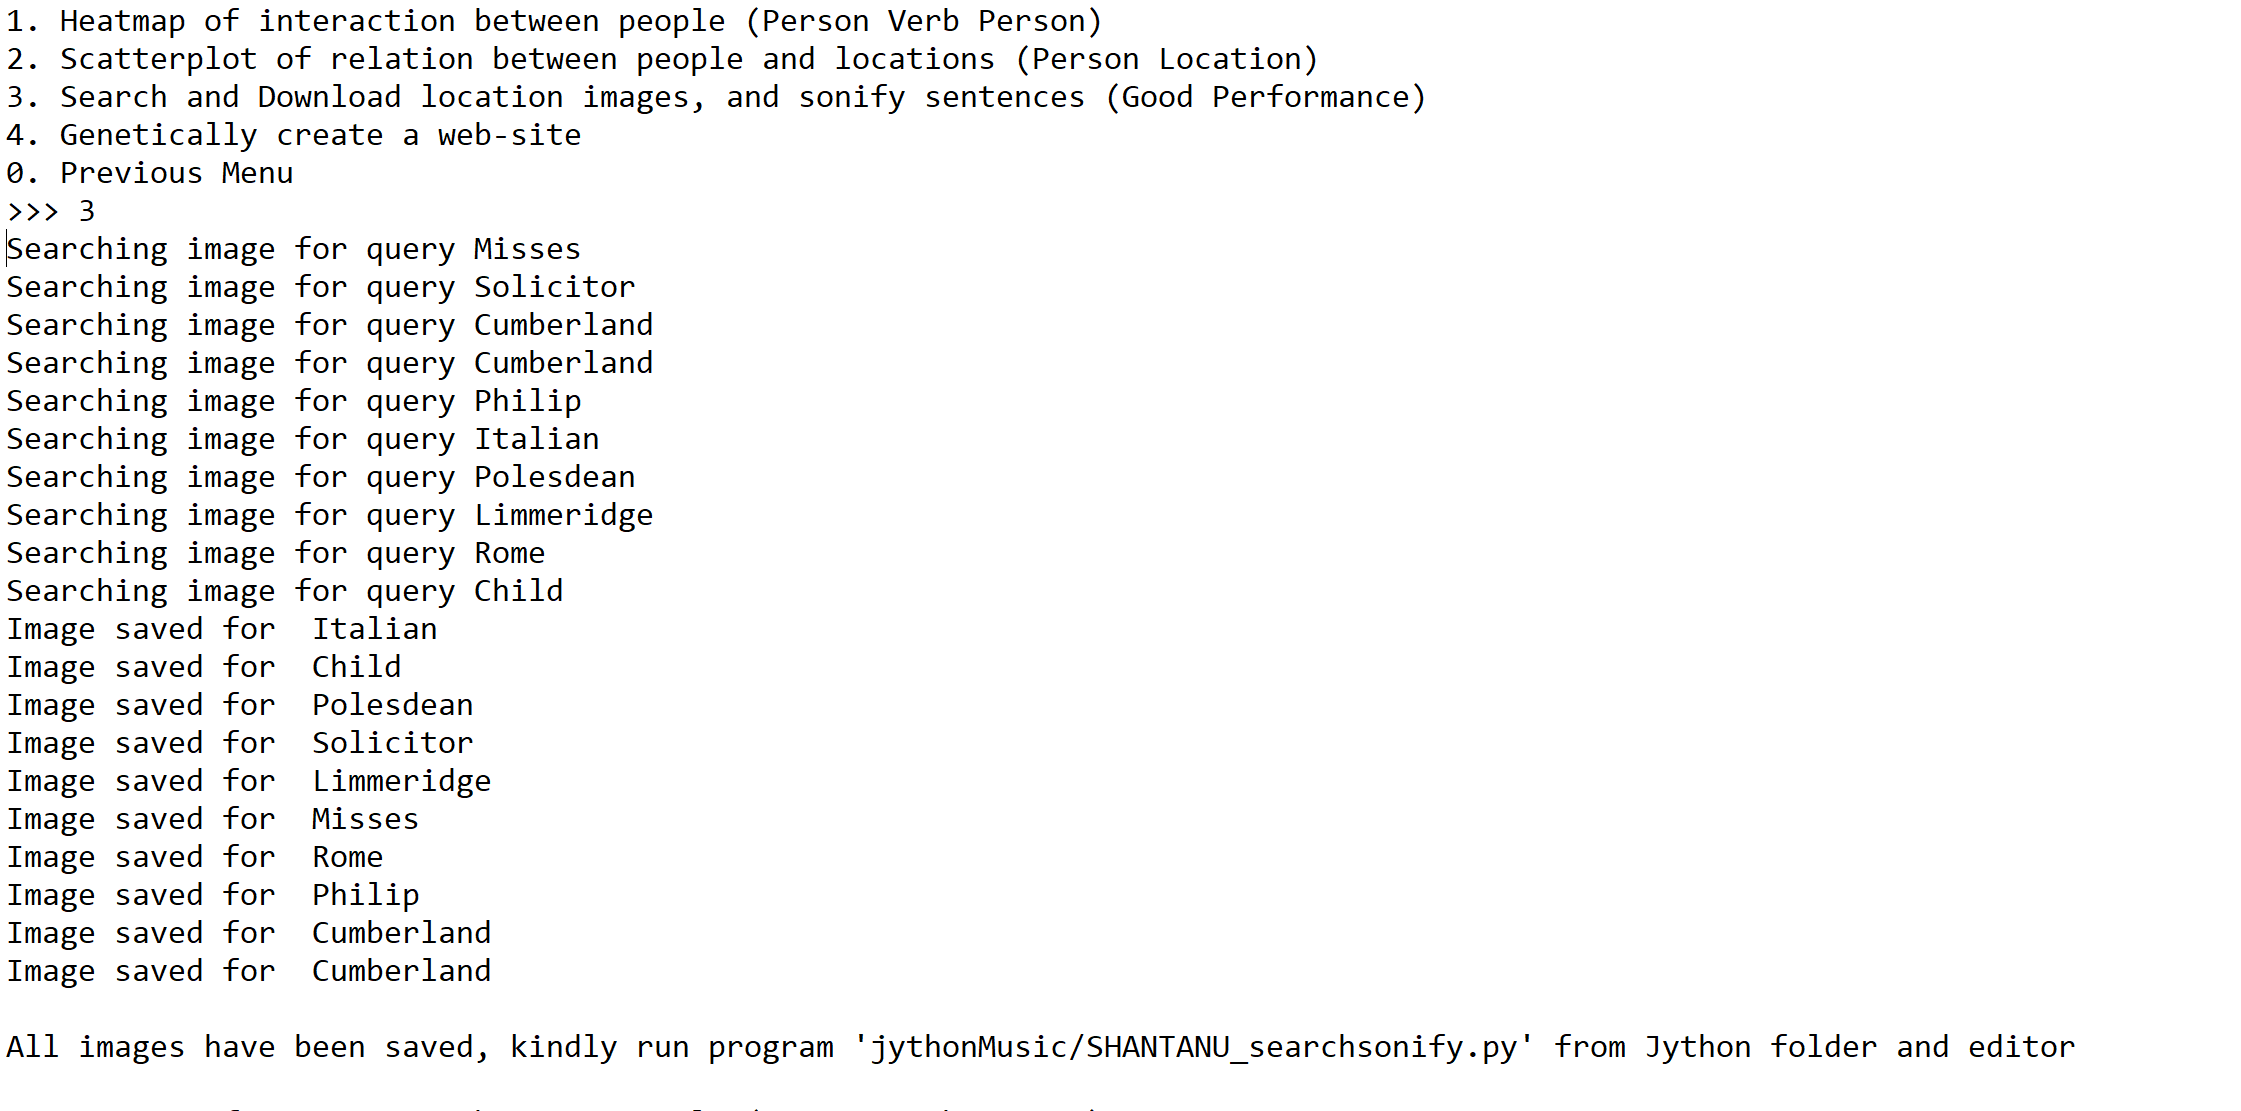 1. Heatmap of interaction between people (Person Verb Person)
2. Scatterplot of relation between people and locations (Person Location)
3. Search and Download location images, and sonify sentences (Good Performance)
4. Genetically create a web-site
0. Previous Menu
>>> 3
Searching image for query Misses
Searching image for query Solicitor
Searching image for query Cumberland
Searching image for query Cumberland
Searching image for query Philip
Searching image for query Italian
Searching image for query Polesdean
Searching image for query Limmeridge
Searching image for query Rome
Searching image for query Child
Image saved for  Italian
Image saved for  Child
Image saved for  Polesdean
Image saved for  Solicitor
Image saved for  Limmeridge
Image saved for  Misses
Image saved for  Rome
Image saved for  Philip
Image saved for  Cumberland
Image saved for  Cumberland
All images have been saved, kindly run program 'jythonMusic/SHANTANU_searchsonify.py' from Jython folder and editor